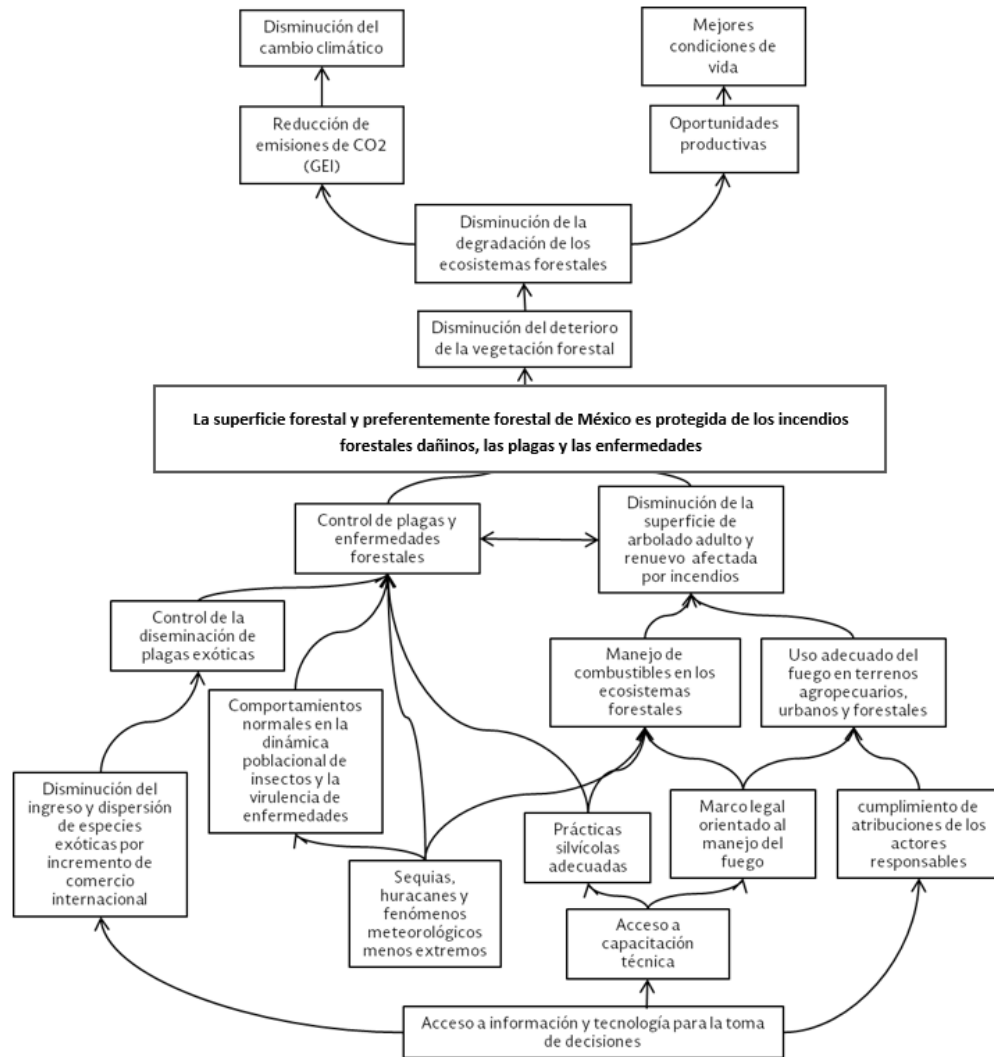 Disminución del
cambio climático
Mejores
condiciones de
vida
Reducción de
emisiones de CO2
(GEI)
Oportunidades
productivas
Disminución de la
degradación de los
ecosistemas forestales
Disminución del deterioro
de la vegetación forestal
La superficie forestal y preferentemente forestal de México es protegida de los incendios
forestales dañinos, las plagas y las enfermedades
Control de plagas y
enfermedades
forestales
Disminución de la
superficie de
arbolado adulto y
renuevo afectada
por incendios
Control de la
diseminación de
plagas exóticas
Manejo de
combustibles en los
ecosistemas
forestales
Uso adecuado del
fuego en terrenos
agropecuarios,
urbanos y forestales
Comportamientos
normales en la
dinámica
poblacional de
insectos y la
virulencia de
enfermedades
Disminución del
ingreso y dispersión
de especies
exóticas por
incremento de
comercio
internacional
Prácticas
silvícolas
adecuadas
Marco legal
orientado al
manejo del
fuego
cumplimiento de
atribuciones de los
actores
responsables
Sequias,
huracanes y
fenómenos
meteorológicos
menos extremos
Acceso a
capacitación
técnica
Acceso a información y tecnología para la toma
de decisiones